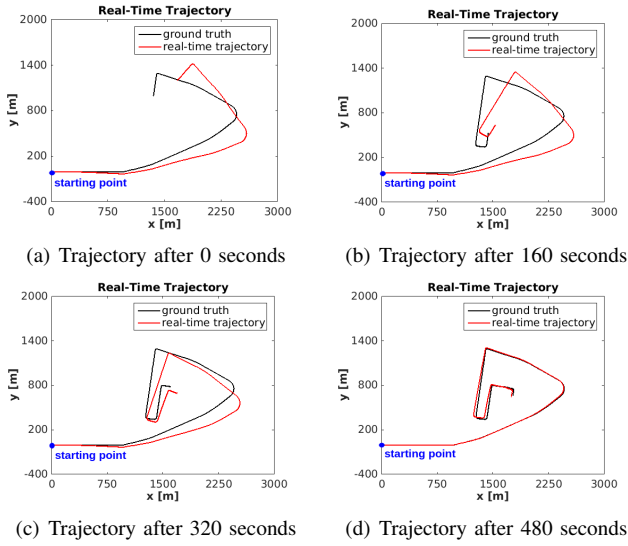 Real-Time Trajectory
2000
1400
800
200
-400
y [m]
ground truth
real-time trajectory
starting point
0 750 1500 2250 3000
x [m]
(a) Trajectory after 0 seconds
Real-Time Trajectory
2000
1400
800
200
-400
y [m]
ground truth
real-time trajectory
starting point
0 750 1500 2250 3000
x [m]
(b) Trajectory after 160 seconds
Real-Time Trajectory
2000
1400
800
200
-400
y [m]
ground truth
real-time trajectory
starting point
0 750 1500 2250 3000
x [m]
(c) Trajectory after 320 seconds
Real-Time Trajectory
2000
1400
800
200
-400
y [m]
ground truth
real-time trajectory
starting point
0 750 1500 2250 3000
x [m]
(d) Trajectory after 480 seconds